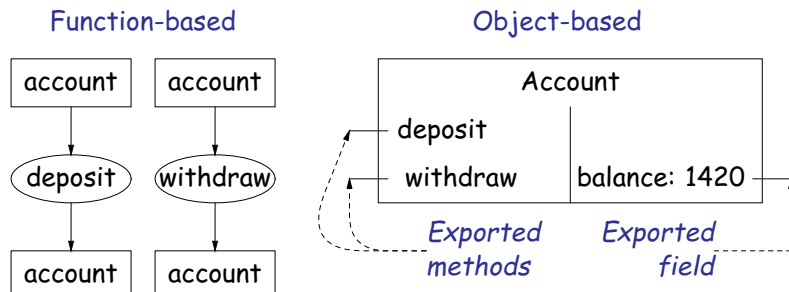 Function-based
Object-based
account
account
deposit
withdraw
account
account
Account
deposit
withdraw
balance: 1420
Exported
methods
Exported
field